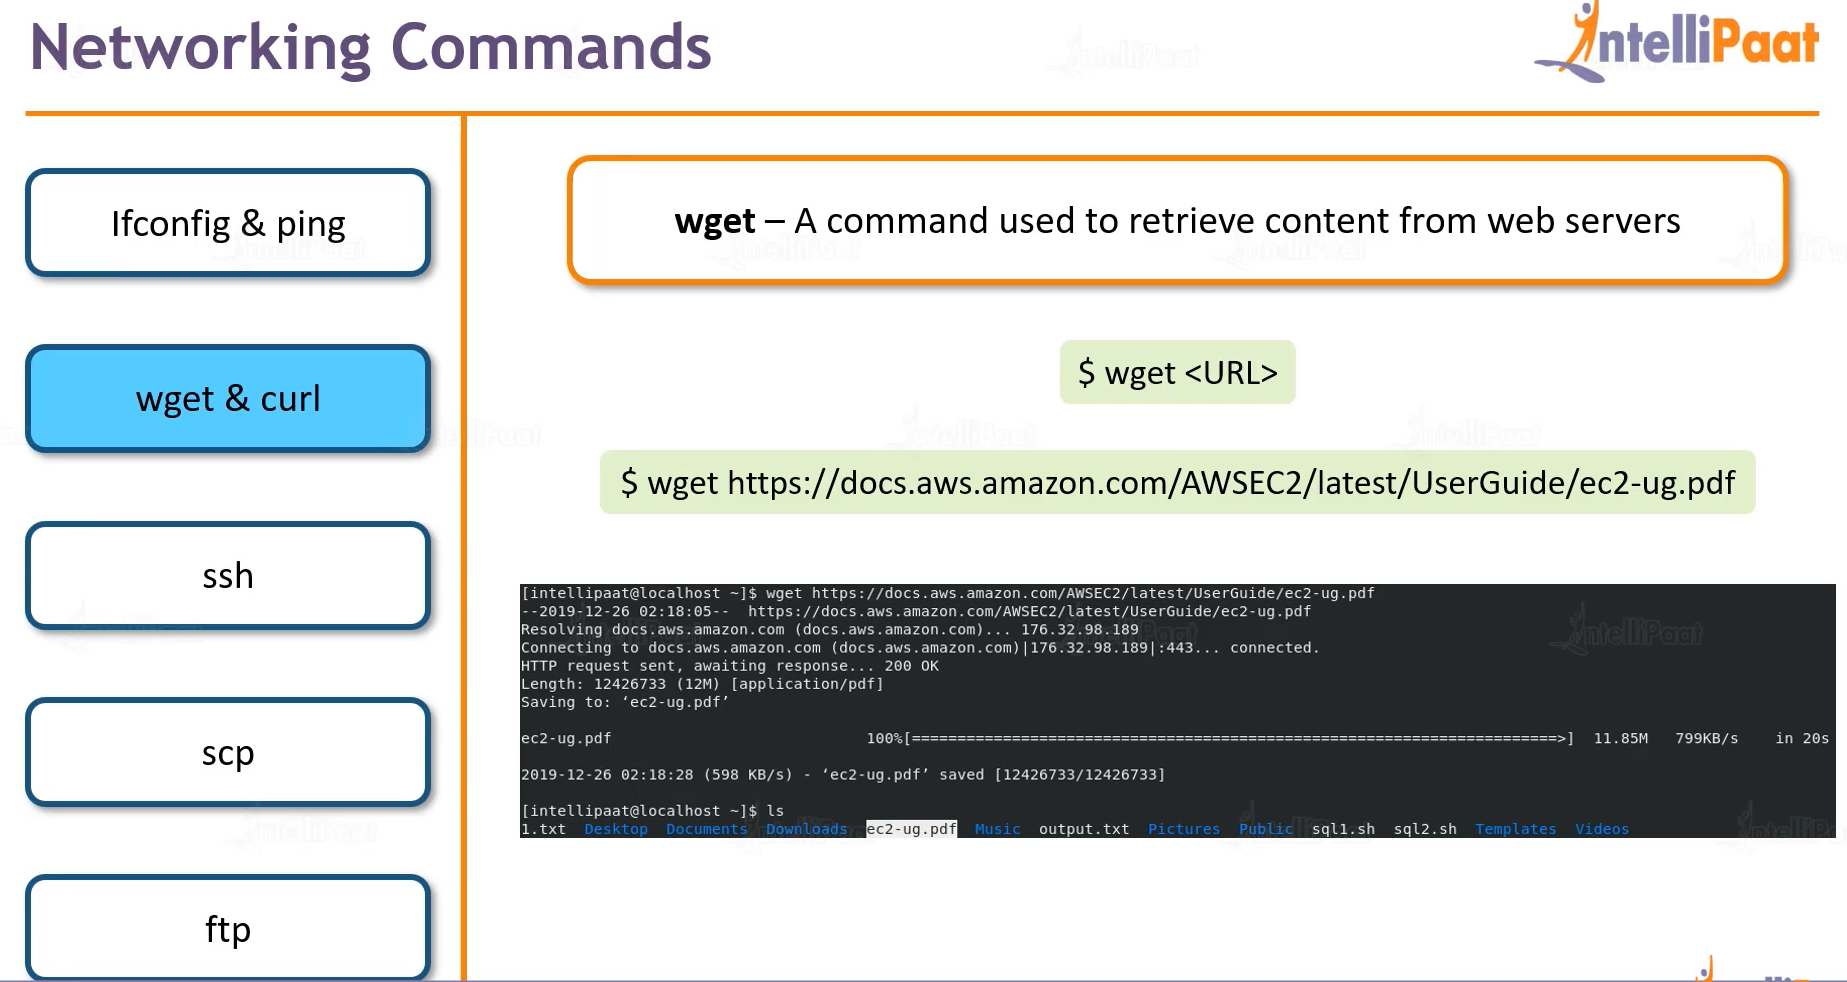 Networking Commands
IntelliPaat
Ifconfig & ping
wget & curl
ssh
scp
ftp
wget – A command used to retrieve content from web servers
$ wget <URL>
$ wget https://docs.aws.amazon.com/AWSEC2/latest/UserGuide/ec2-ug.pdf
[intellipaat@localhost ~]$ wget https://docs.aws.amazon.com/AWSEC2/latest/UserGuide/ec2-ug.pdf
--2019-12-26 02:18:05-- https://docs.aws.amazon.com/AWSEC2/latest/UserGuide/ec2-ug.pdf
Resolving docs.aws.amazon.com (docs.aws.amazon.com)... 176.32.98.189
Connecting to docs.aws.amazon.com (docs.aws.amazon.com)|176.32.98.189|:443... connected.
HTTP request sent, awaiting response... 200 OK
Length: 12426733 (12M) [application/pdf]
Saving to: ‘ec2-ug.pdf’
ec2-ug.pdf 100%[=======================================================================>] 11.85M 799KB/s in 20s
2019-12-26 02:18:28 (598 KB/s) - ‘ec2-ug.pdf’ saved [12426733/12426733]
[intellipaat@localhost ~]$ ls
1.txt Desktop Documents Downloads ec2-ug.pdf Music output.txt Pictures Public sql1.sh sql2.sh Templates Videos